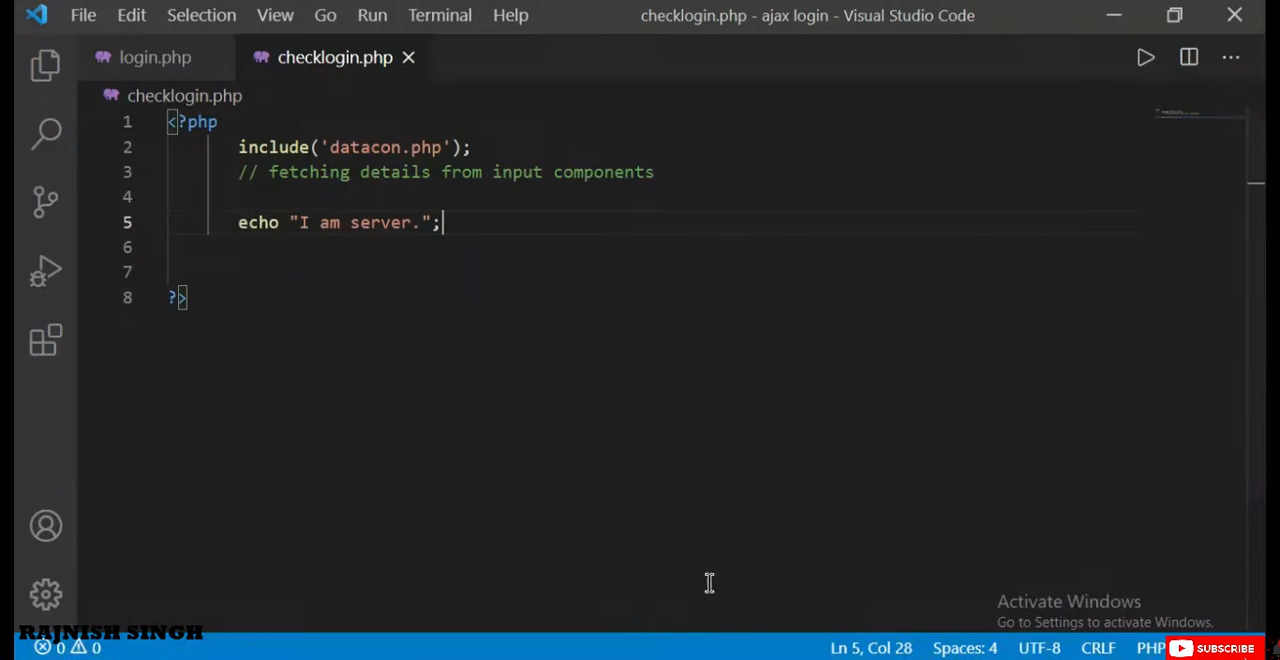 File Edit Selection View Go Run Terminal Help checklogin.php - ajax login - Visual Studio Code
login.php checklogin.php
checklogin.php
1 <?php
2 include('datacon.php');
3 // fetching details from input components
4
5 echo "I am server.";
6
7
8 ?>
Activate Windows
Go to Settings to activate Windows.
RAJNISH SINGH
0 0 Ln 5, Col 28 Spaces: 4 UTF-8 CRLF PHP SUBSCRIBE